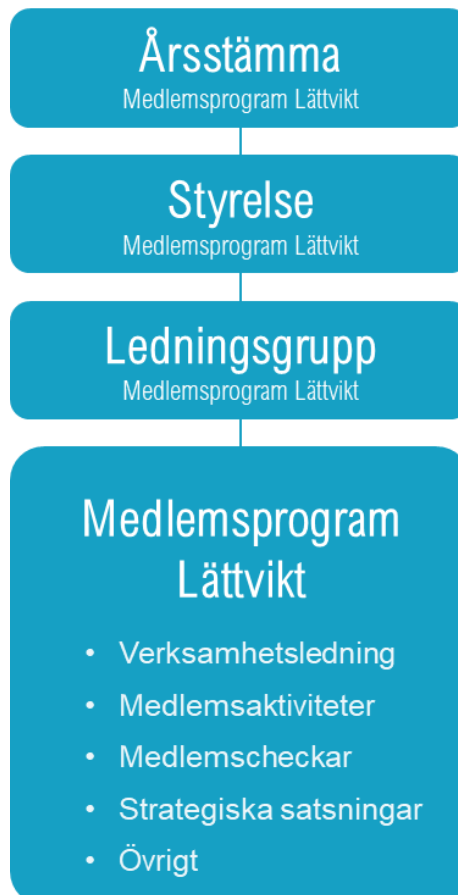 Årsstämma
Medlemsprogram Lättvikt
Styrelse
Medlemsprogram Lättvikt
Ledningsgrupp
Medlemsprogram Lättvikt
Medlemsprogram
Lättvikt
• Verksamhetsledning
• Medlemsaktiviteter
• Medlemscheckar
• Strategiska satsningar
• Övrigt